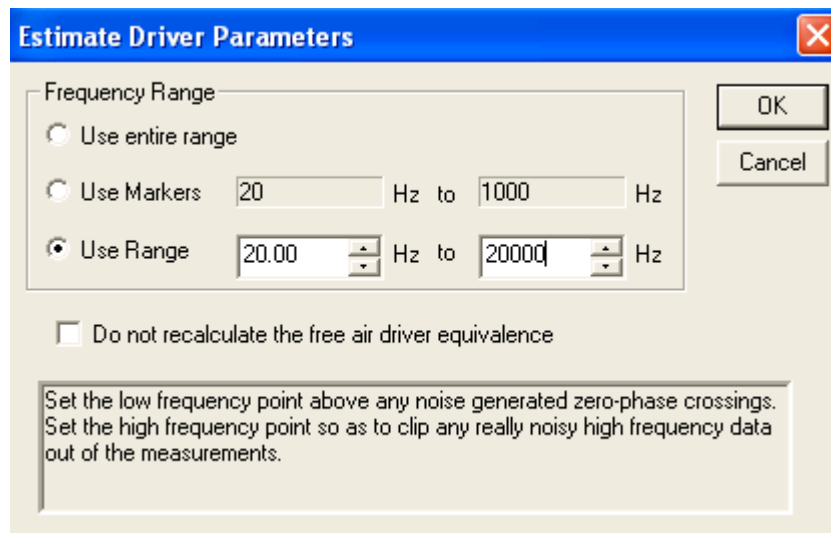 Estimate Driver Parameters
Frequency Range
OK
Use entire range
Cancel
Use Markers 20 Hz to 1000 Hz
Use Range 20.00 Hz to 20000 Hz
Do not recalculate the free air driver equivalence
Set the low frequency point above any noise generated zero-phase crossings.
Set the high frequency point so as to clip any really noisy high frequency data
out of the measurements.